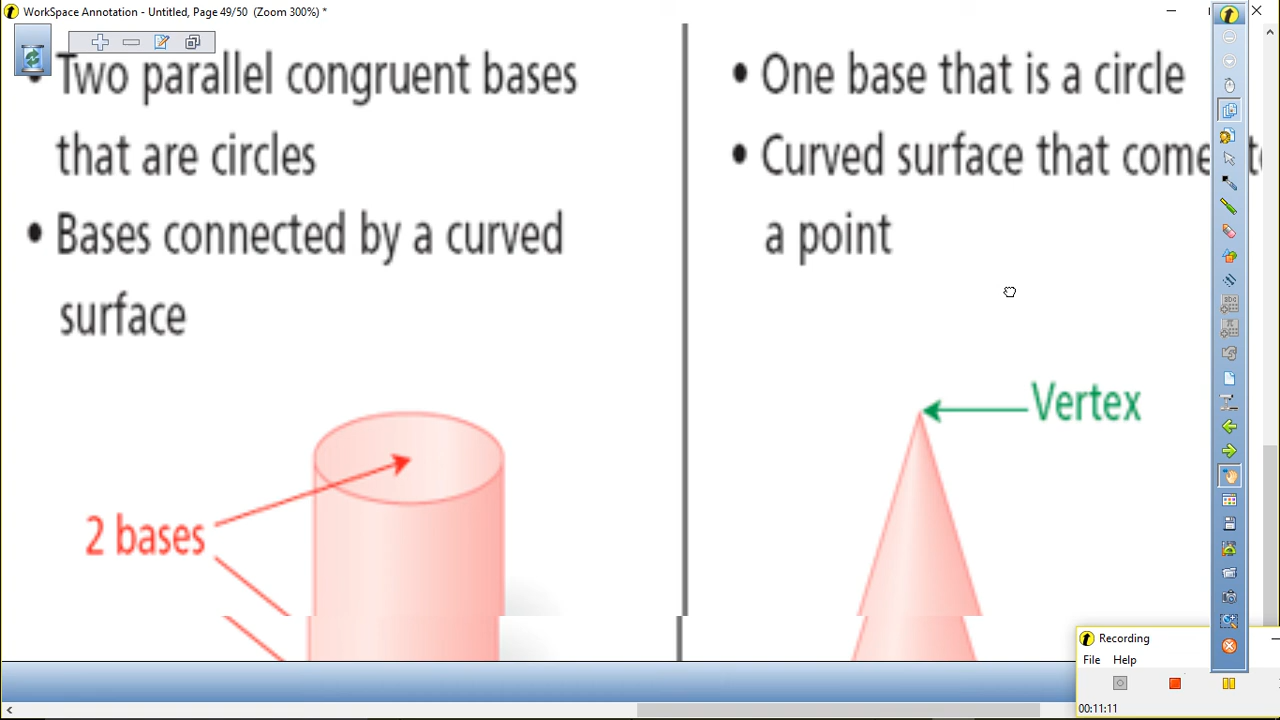 WorkSpace Annotation - Untitled, Page 49/50 (Zoom 300%) *
• Two parallel congruent bases
that are circles
• Bases connected by a curved
surface
2 bases
• One base that is a circle
• Curved surface that come
a point
Vertex
Recording
File Help
00:11:11